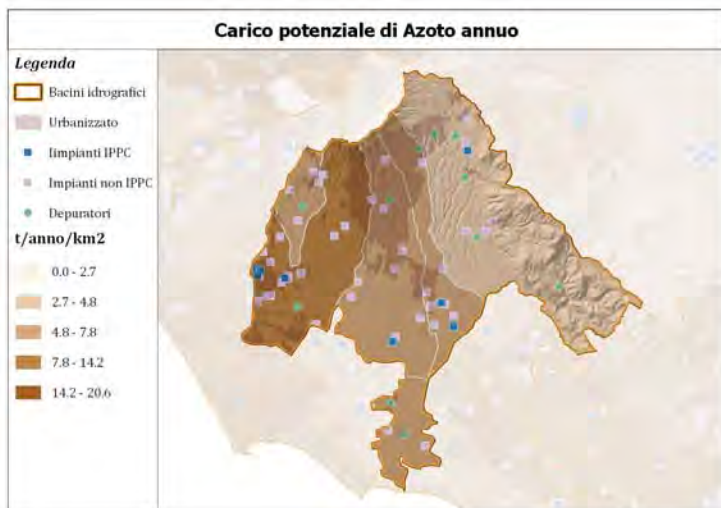 Carico potenziale di Azoto annuo
Legenda
Bacini idrografici
Urbanizzato
Iimpianti IPPC
Impianti non IPPC
Depuratori
t/anno/km2
0.0 - 2.7
2.7 - 4.8
4.8 - 7.8
7.8 - 14.2
14.2 - 20.6